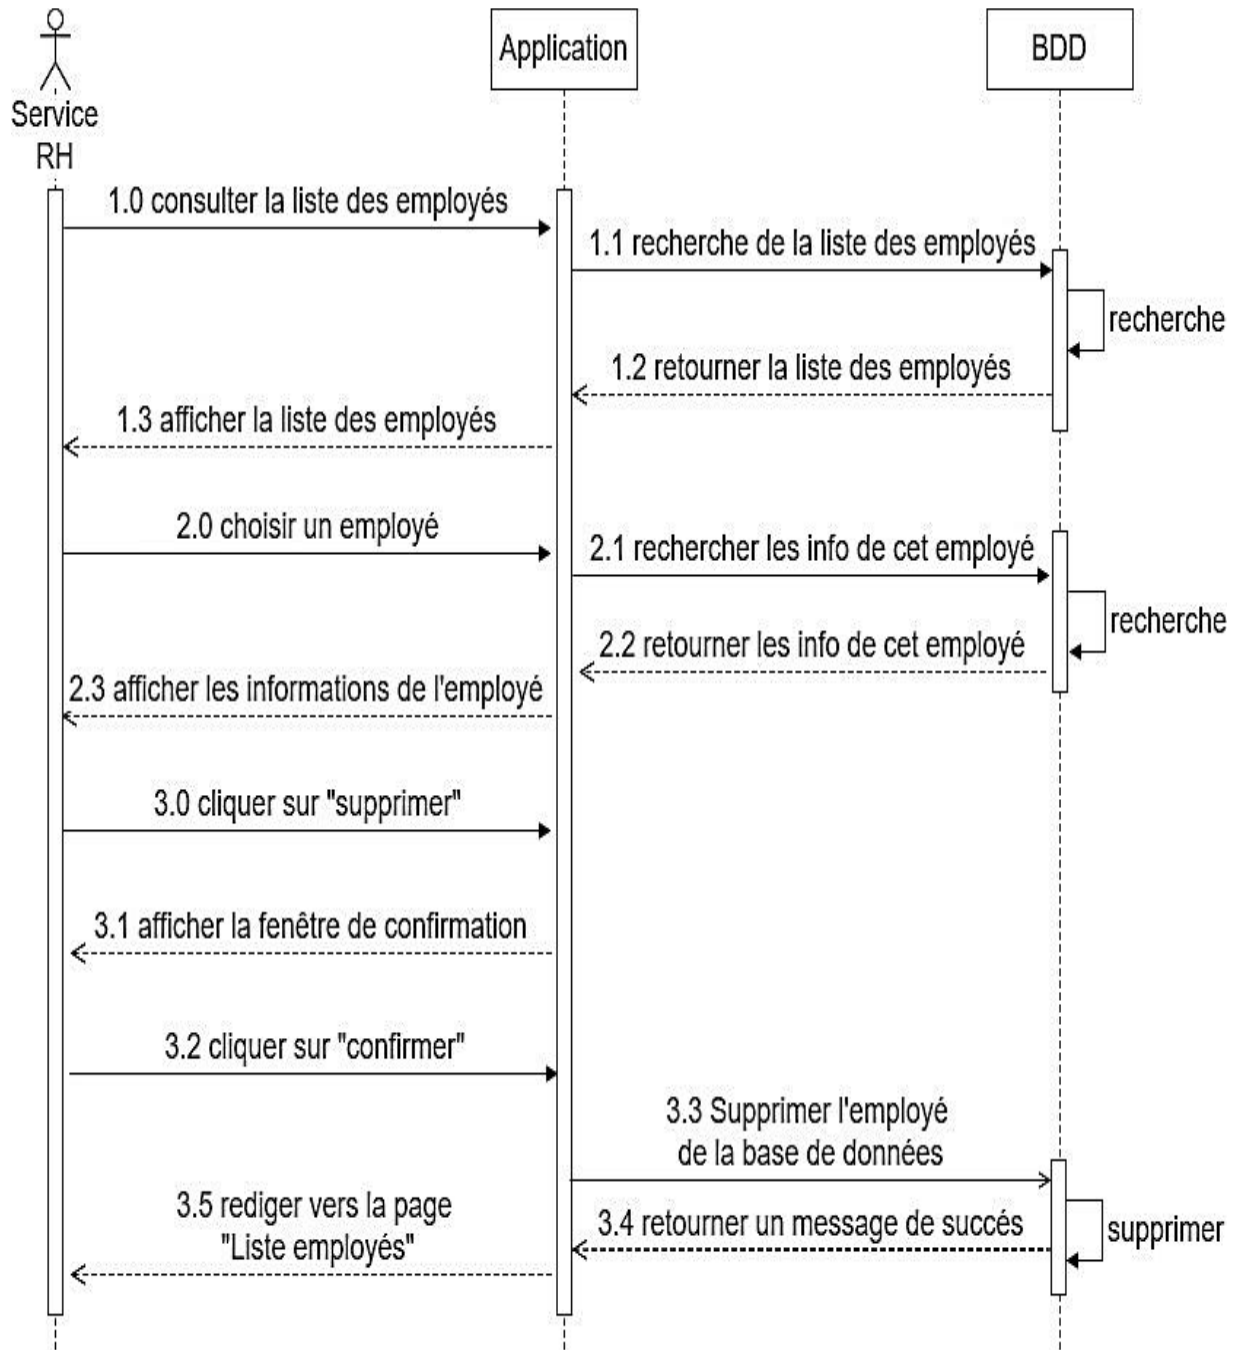 Application
BDD
Service
RH
1.0 consulter la liste des employés
1.1 recherche de la liste des employés
recherche
1.2 retourner la liste des employés
1.3 afficher la liste des employés
2.0 choisir un employé
2.1 rechercher les info de cet employé
recherche
2.2 retourner les info de cet employé
2.3 afficher les informations de l'employé
3.0 cliquer sur "supprimer"
3.1 afficher la fenêtre de confirmation
3.2 cliquer sur "confirmer"
3.3 Supprimer l'employé
de la base de données
3.4 retourner un message de succés
supprimer
3.5 rediger vers la page
"Liste employés"